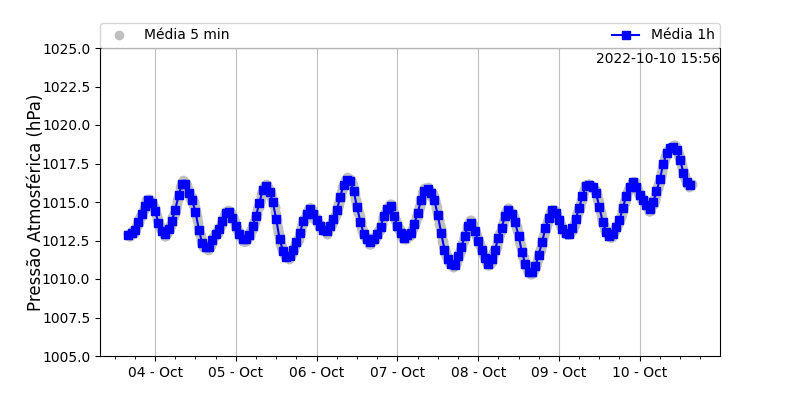 Média 5 min
Média 1h
2022-10-10 15:56
Pressão Atmosférica (hPa)
1025.0
1022.5
1020.0
1017.5
1015.0
1012.5
1010.0
1007.5
1005.0
04 - Oct
05 - Oct
06 - Oct
07 - Oct
08 - Oct
09 - Oct
10 - Oct